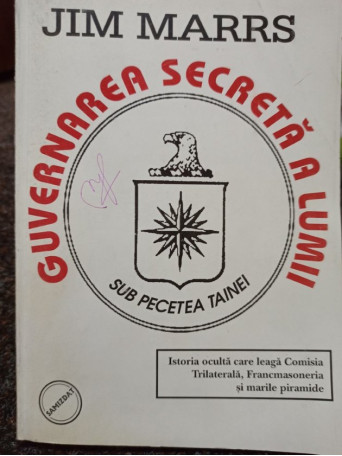 JIM MARRS
GUVERNAREA SECRETĂ A LUMII
SUB PECETEA TAINEI
Istoria ocultă care leagă Comisia
Trilaterală, Francmasoneria
și marile piramide
SAMIZDAT